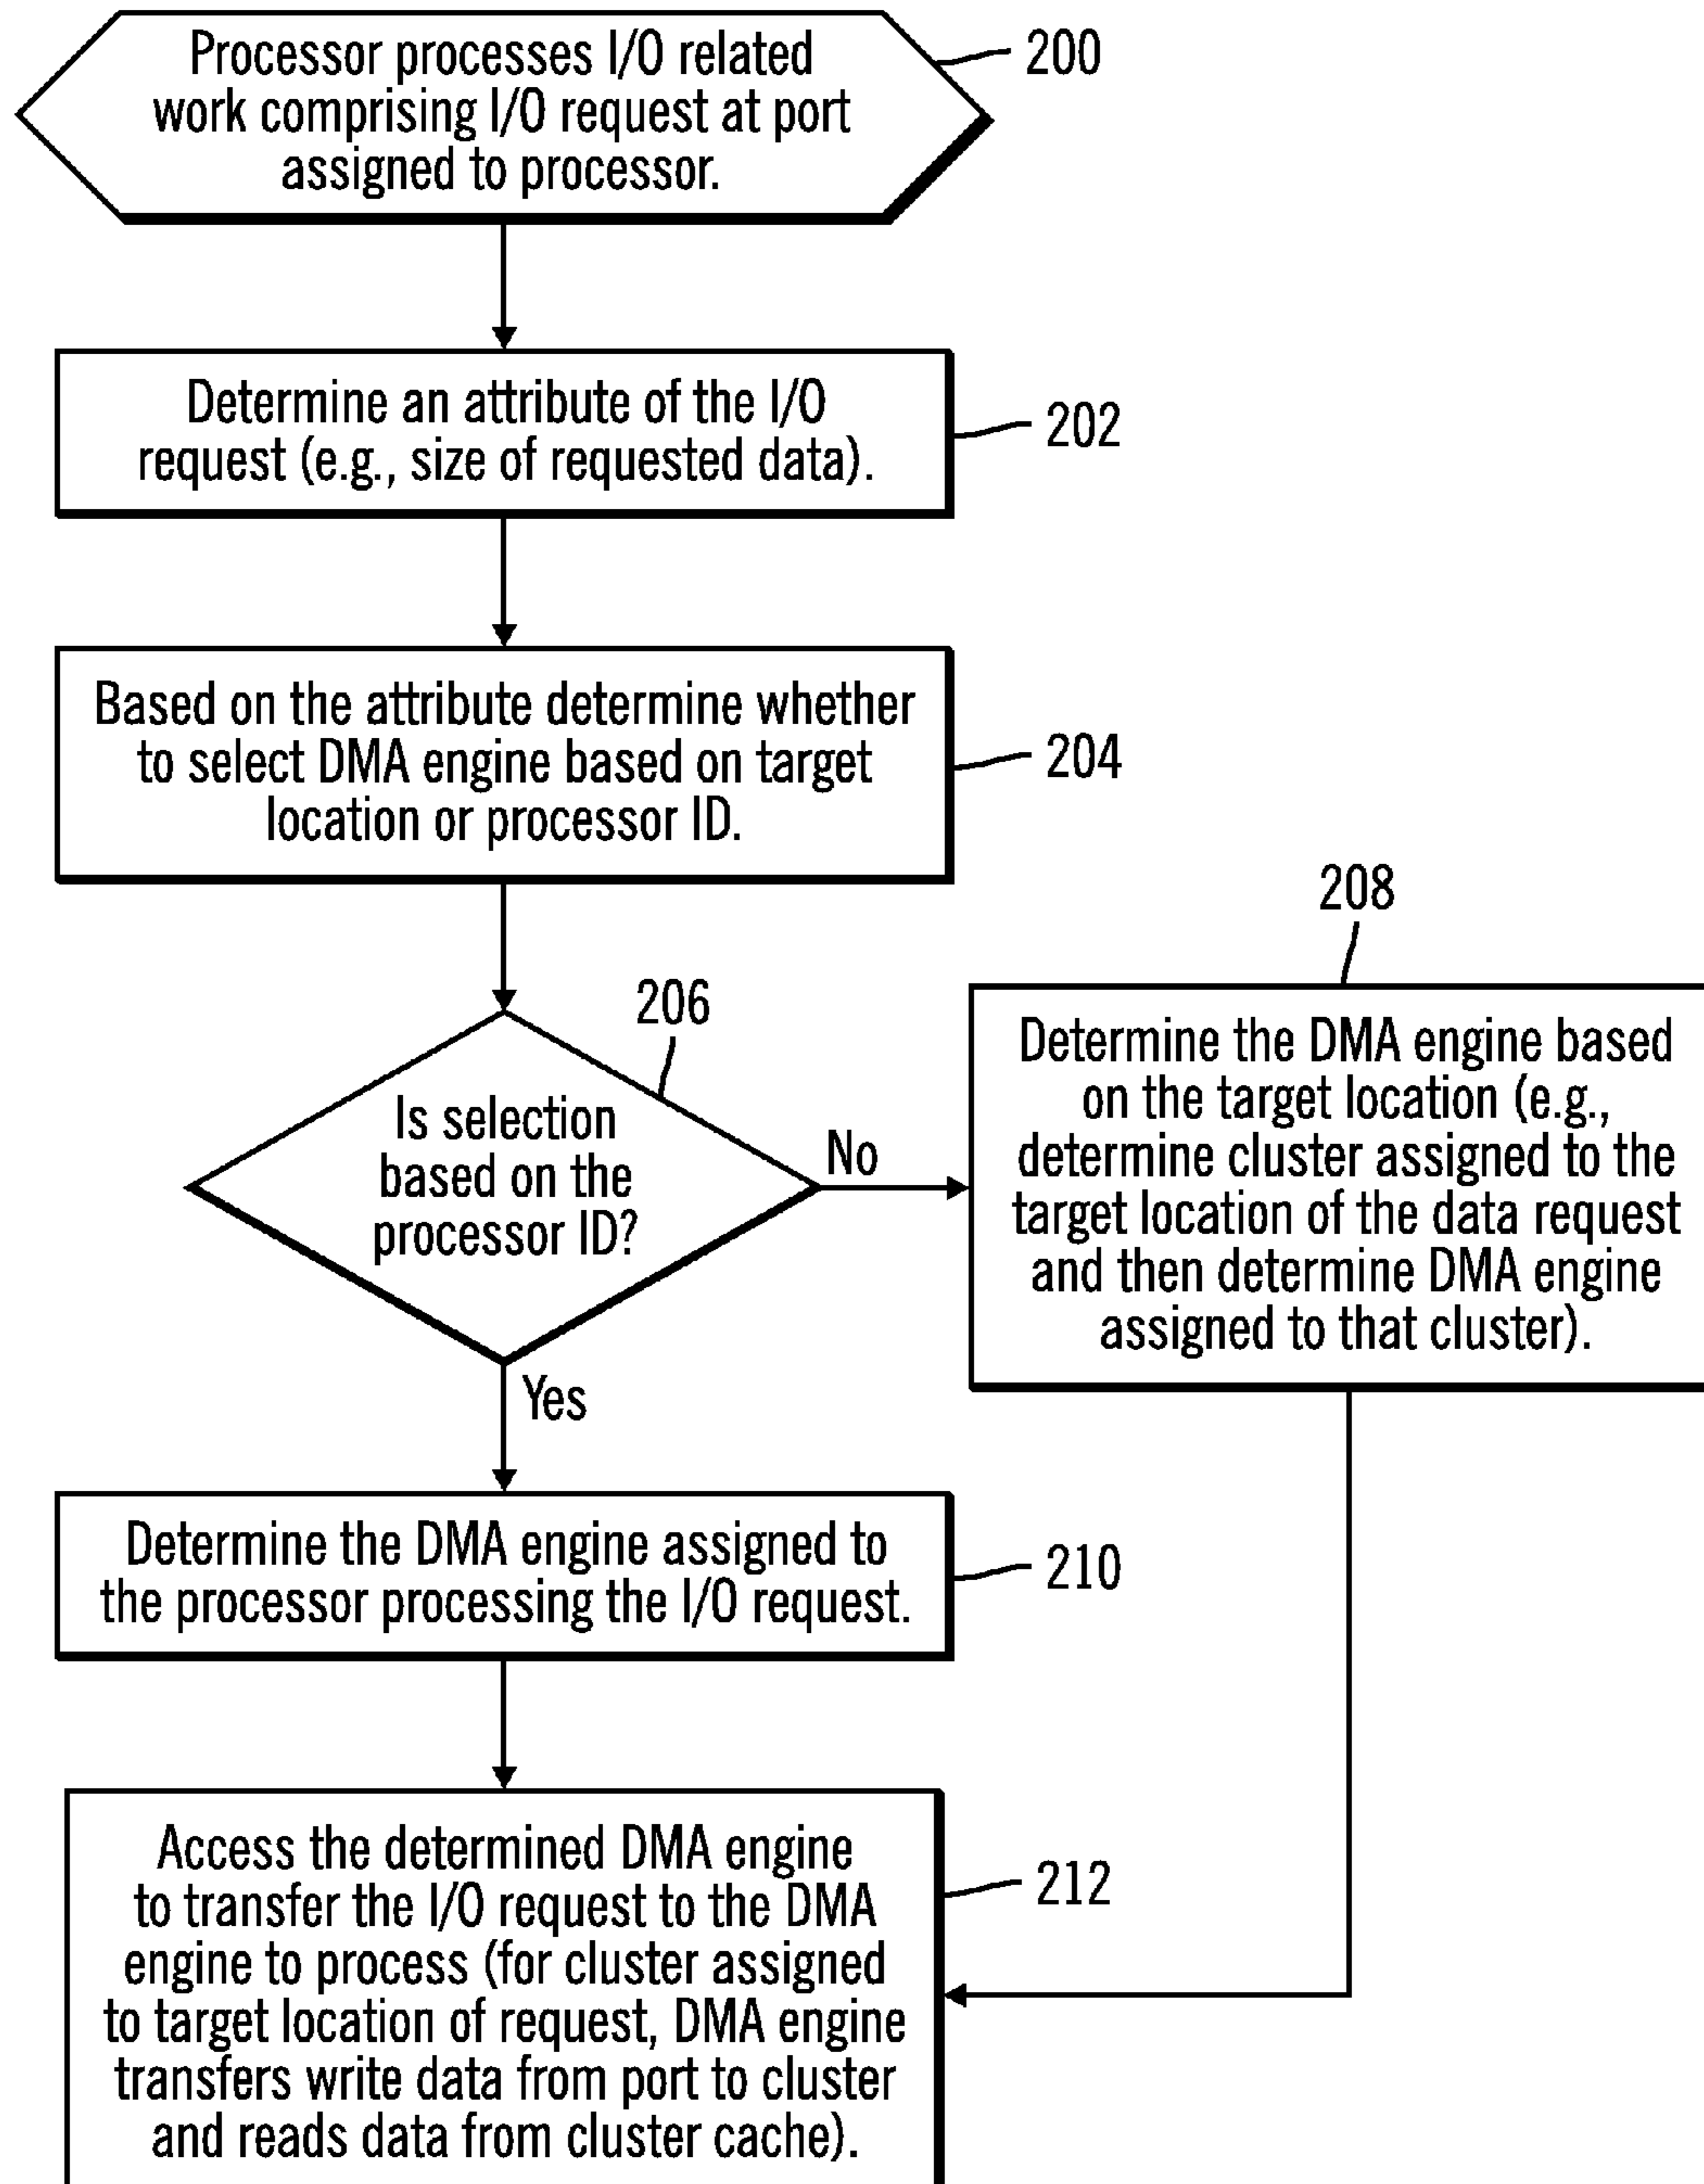 Processor processes I/O related
work comprising I/O request at port
assigned to processor.
200
Determine an attribute of the I/O
request (e.g., size of requested data).
202
Based on the attribute determine whether
to select DMA engine based on target
location or processor ID.
204
206
Is selection
based on the
processor ID?
No
Yes
208
Determine the DMA engine based
on the target location (e.g.,
determine cluster assigned to the
target location of the data request
and then determine DMA engine
assigned to that cluster).
Determine the DMA engine assigned to
the processor processing the I/O request.
210
Access the determined DMA engine
to transfer the I/O request to the DMA
engine to process (for cluster assigned
to target location of request, DMA engine
transfers write data from port to cluster
and reads data from cluster cache).
212